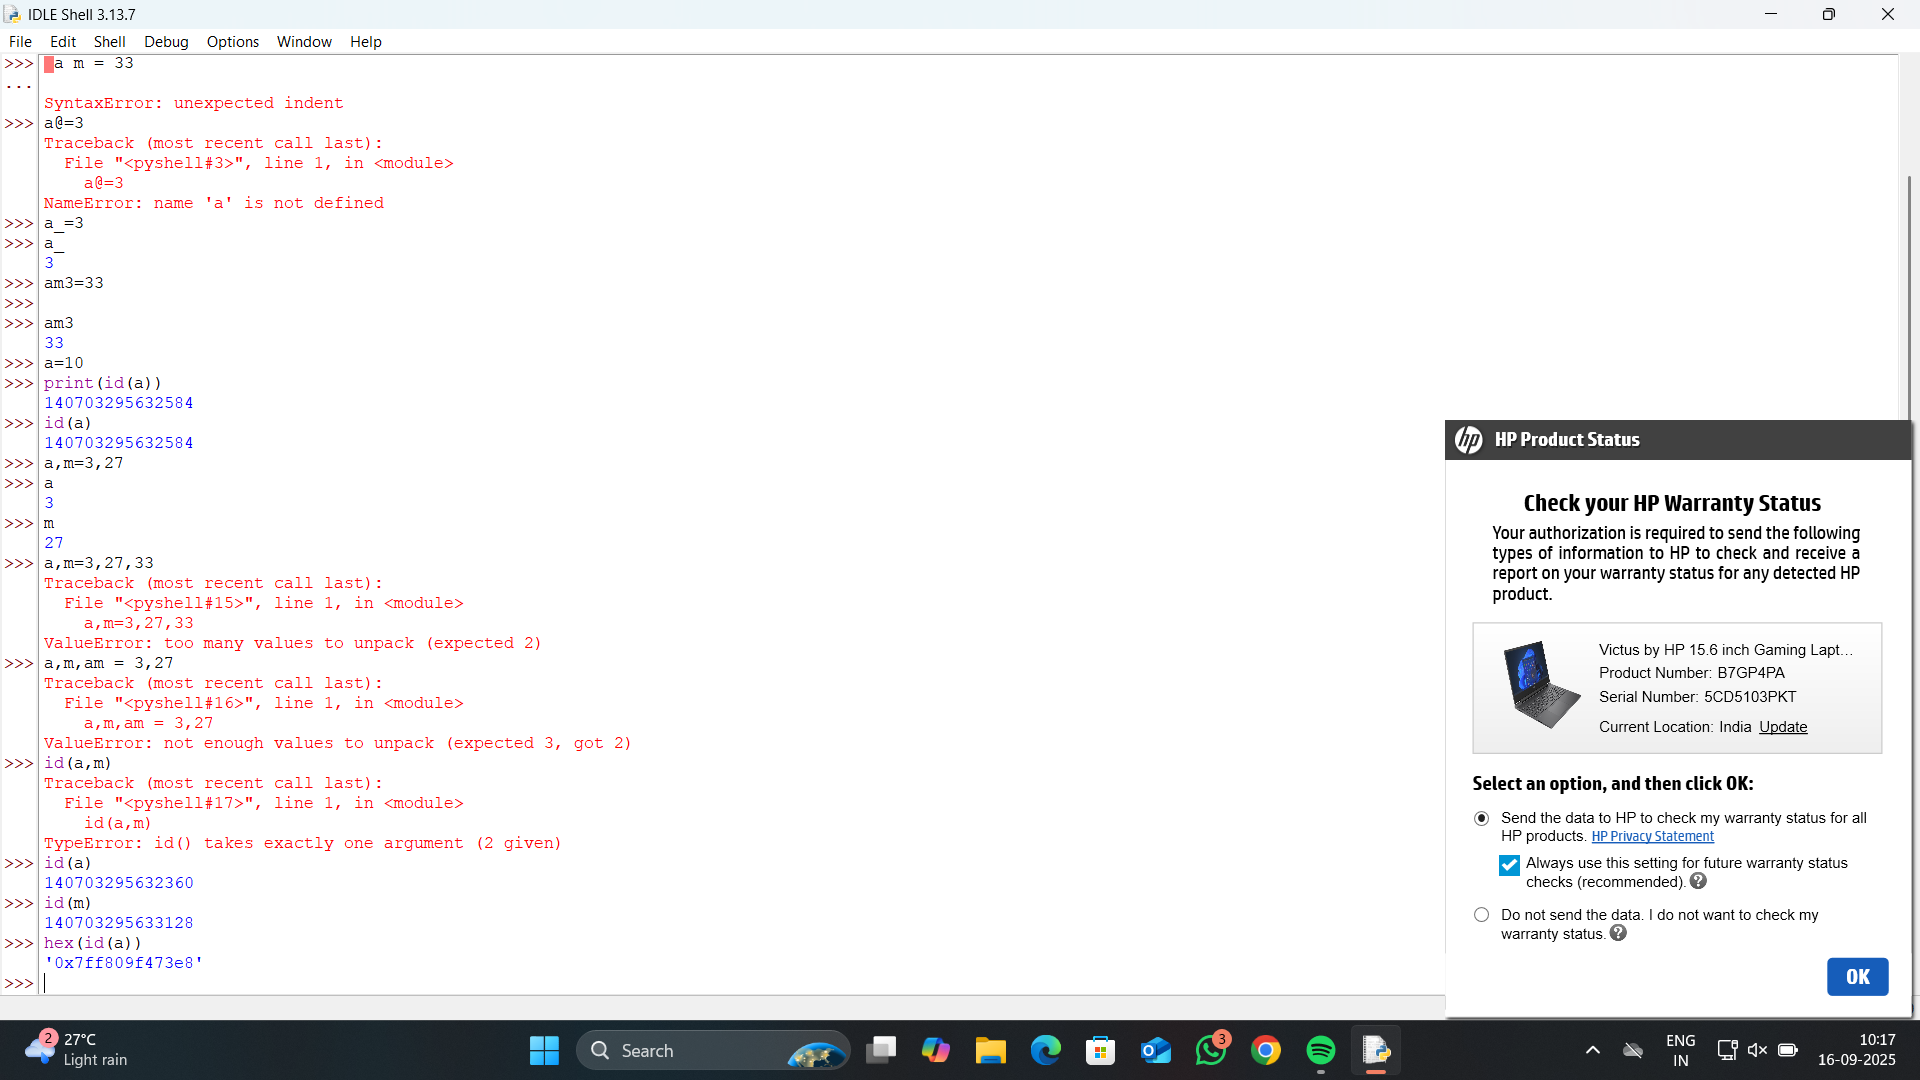 IDLE Shell 3.13.7
File Edit Shell Debug Options Window Help
>>> a m = 33
...
SyntaxError: unexpected indent
>>> a@=3
Traceback (most recent call last):
  File "<pyshell#3>", line 1, in <module>
    a@=3
NameError: name 'a' is not defined
>>> a_=3
>>> a_
3
>>> am3=33
>>>
>>> am3
33
>>> a=10
>>> print(id(a))
140703295632584
>>> id(a)
140703295632584
>>> a,m=3,27
>>> a
3
>>> m
27
>>> a,m=3,27,33
Traceback (most recent call last):
  File "<pyshell#15>", line 1, in <module>
    a,m=3,27,33
ValueError: too many values to unpack (expected 2)
>>> a,m,am = 3,27
Traceback (most recent call last):
  File "<pyshell#16>", line 1, in <module>
    a,m,am = 3,27
ValueError: not enough values to unpack (expected 3, got 2)
>>> id(a,m)
Traceback (most recent call last):
  File "<pyshell#17>", line 1, in <module>
    id(a,m)
TypeError: id() takes exactly one argument (2 given)
>>> id(a)
140703295632360
>>> id(m)
140703295633128
>>> hex(id(a))
'0x7ff809f473e8'
>>>
hp HP Product Status
Check your HP Warranty Status
Your authorization is required to send the following
types of information to HP to check and receive a
report on your warranty status for any detected HP
product.
Victus by HP 15.6 inch Gaming Lapt...
Product Number: B7GP4PA
Serial Number: 5CD5103PKT
Current Location: India Update
Select an option, and then click OK:
Send the data to HP to check my warranty status for all
HP products. HP Privacy Statement
Always use this setting for future warranty status
checks (recommended). ?
Do not send the data. I do not want to check my
warranty status. ?
OK
2
27°C
Light rain
Search
3
ENG
IN
10:17
16-09-2025